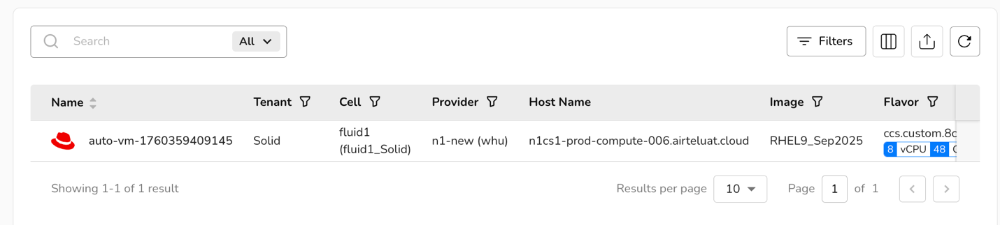 Search All Filters
Name Tenant Cell Provider Host Name Image Flavor
auto-vm-1760359409145 Solid fluid1 (fluid1_Solid) n1-new (whu) n1cs1-prod-compute-006.airteluat.cloud RHEL9_Sep2025 ccs.custom.8c
8 vCPU 48
Showing 1-1 of 1 result Results per page 10 Page 1 of 1